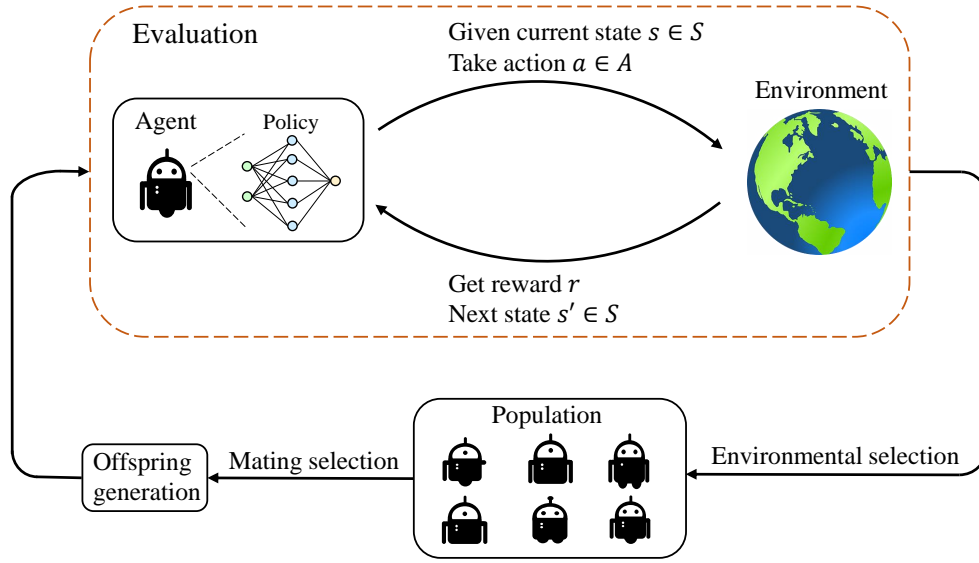 Evaluation
Given current state s ∈ S
Take action a ∈ A
Environment
Agent
Policy
Get reward r
Next state s′ ∈ S
Population
Offspring
generation
Mating selection
Environmental selection